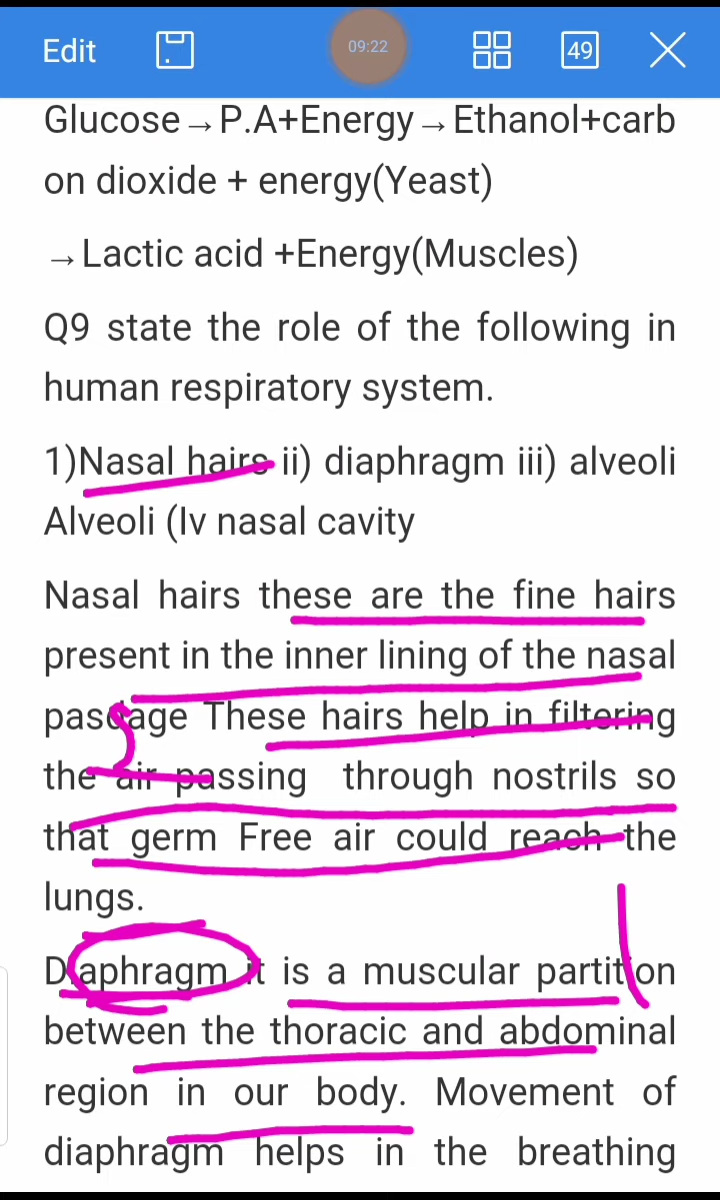 Edit 09:22 49
Glucose→P.A+Energy→Ethanol+carb
on dioxide + energy(Yeast)
→Lactic acid +Energy(Muscles)
Q9 state the role of the following in
human respiratory system.
1)Nasal hairs ii) diaphragm iii) alveoli
Alveoli (Iv nasal cavity
Nasal hairs these are the fine hairs
present in the inner lining of the nasal
passage These hairs help in filtering
the air passing through nostrils so
that germ Free air could reach the
lungs.
Diaphragm it is a muscular partition
between the thoracic and abdominal
region in our body. Movement of
diaphragm helps in the breathing